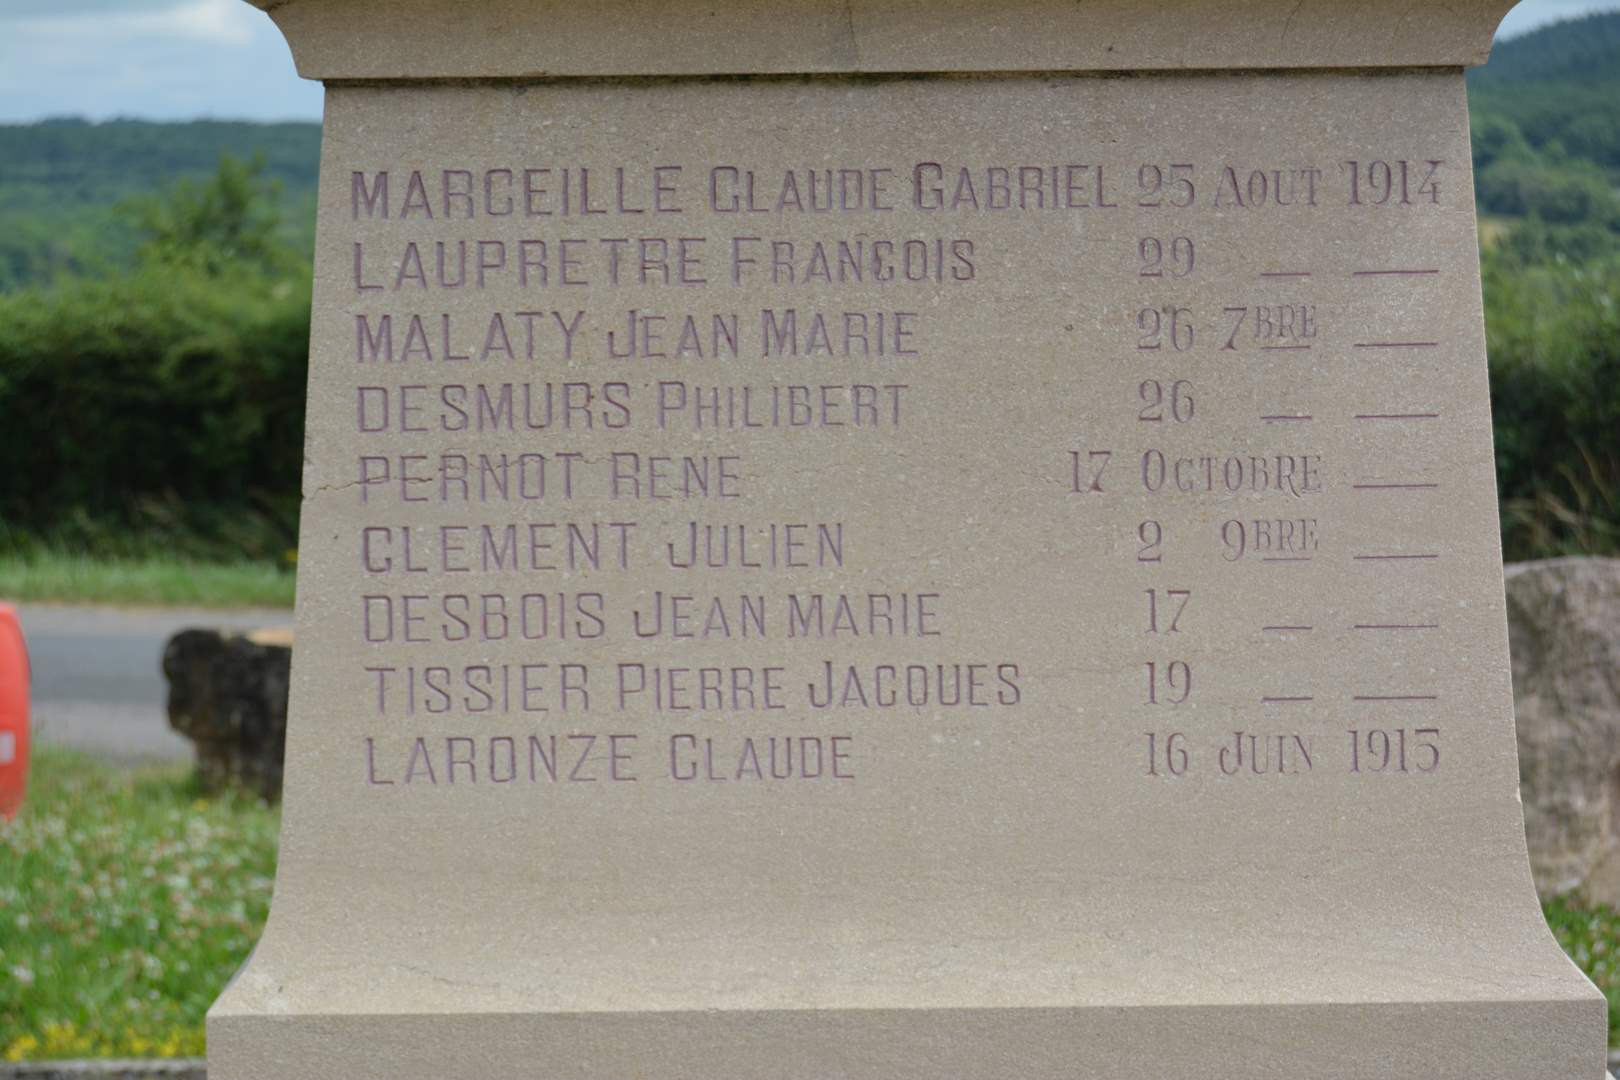 MARCEILLE CLAUDE GABRIEL 25 AOUT 1914
LAUPRETRE FRANÇOIS 29 — —
MALATY JEAN MARIE 26 7BRE —
DESMURS PHILIBERT 26 — —
PERNOT RENE 17 OCTOBRE —
CLEMENT JULIEN 2 9BRE —
DESBOIS JEAN MARIE 17 — —
TISSIER PIERRE JACQUES 19 — —
LARONZE CLAUDE 16 JUIN 1915